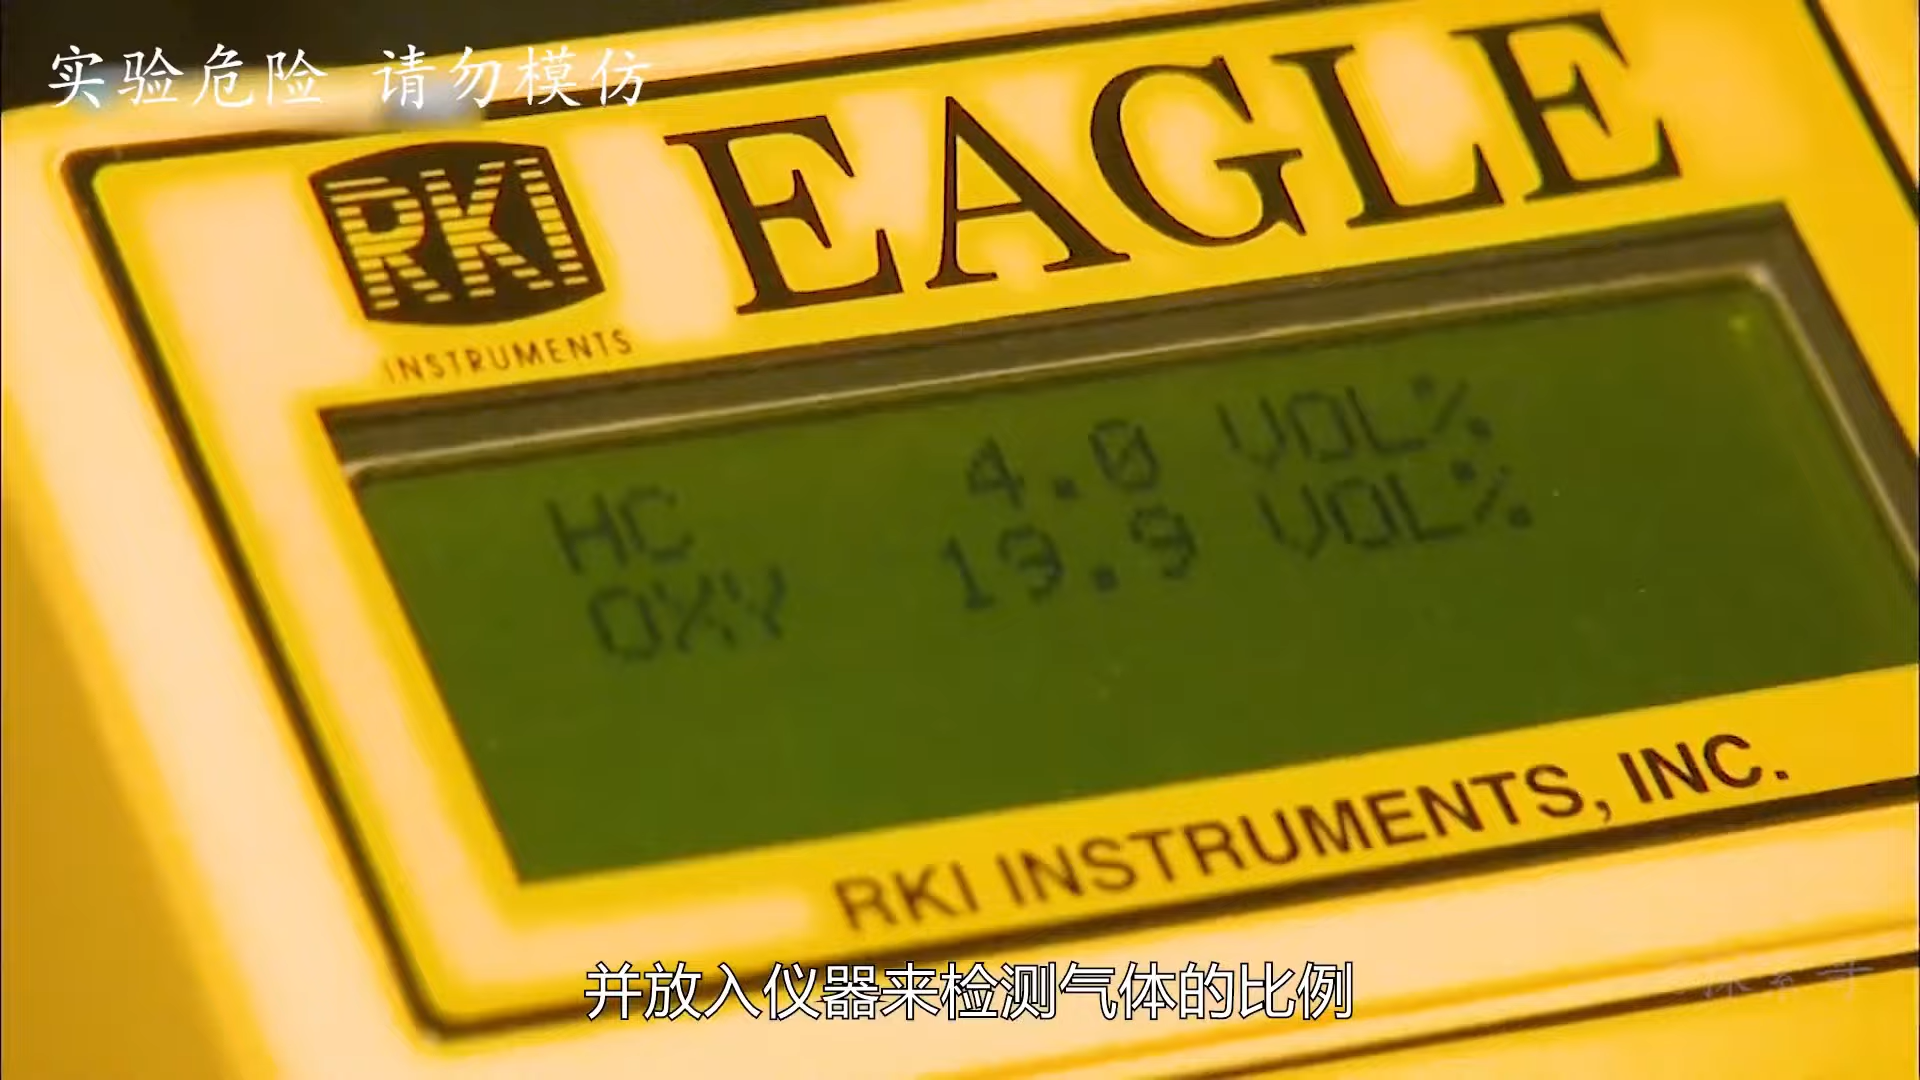 实验危险 请勿模仿
RKI
INSTRUMENTS
EAGLE
HC 4.0 VOL%
OXY 19.9 VOL%
RKI INSTRUMENTS, INC.
并放入仪器来检测气体的比例